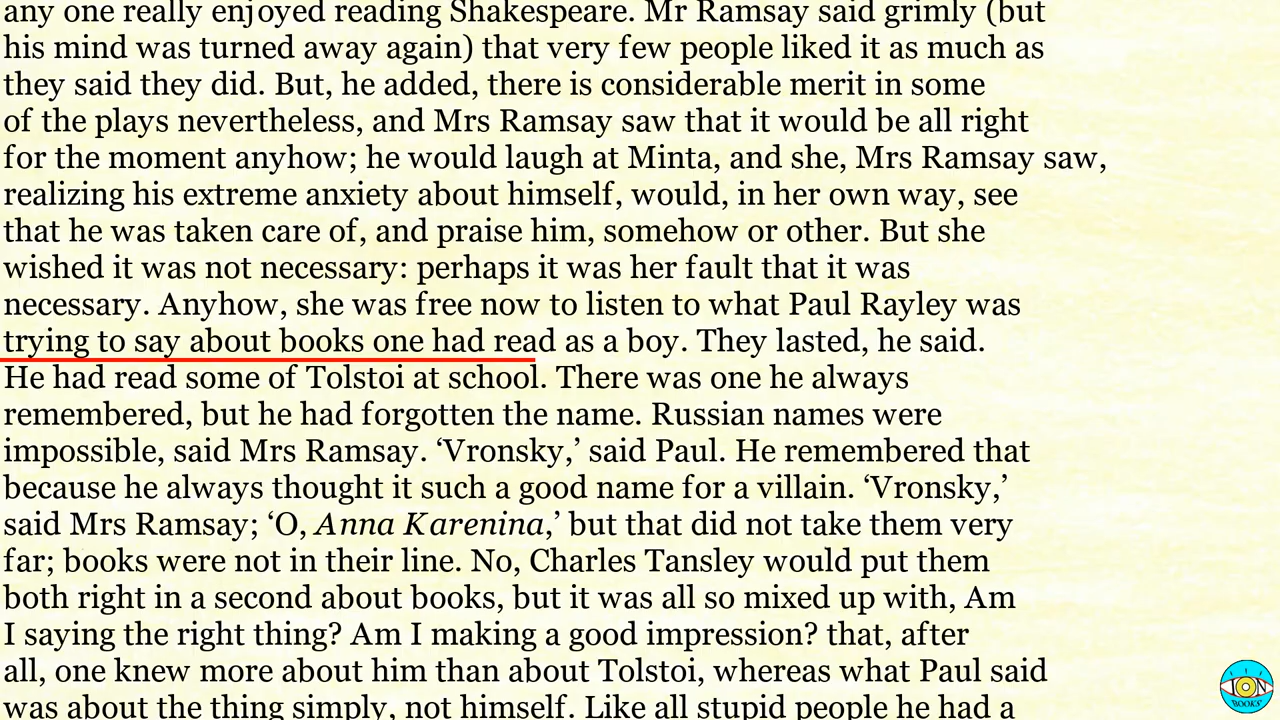 any one really enjoyed reading Shakespeare. Mr Ramsay said grimly (but
his mind was turned away again) that very few people liked it as much as
they said they did. But, he added, there is considerable merit in some
of the plays nevertheless, and Mrs Ramsay saw that it would be all right
for the moment anyhow; he would laugh at Minta, and she, Mrs Ramsay saw,
realizing his extreme anxiety about himself, would, in her own way, see
that he was taken care of, and praise him, somehow or other. But she
wished it was not necessary: perhaps it was her fault that it was
necessary. Anyhow, she was free now to listen to what Paul Rayley was
trying to say about books one had read as a boy. They lasted, he said.
He had read some of Tolstoi at school. There was one he always
remembered, but he had forgotten the name. Russian names were
impossible, said Mrs Ramsay. ‘Vronsky,’ said Paul. He remembered that
because he always thought it such a good name for a villain. ‘Vronsky,’
said Mrs Ramsay; ‘O, Anna Karenina,’ but that did not take them very
far; books were not in their line. No, Charles Tansley would put them
both right in a second about books, but it was all so mixed up with, Am
I saying the right thing? Am I making a good impression? that, after
all, one knew more about him than about Tolstoi, whereas what Paul said
was about the thing simply, not himself. Like all stupid people he had a
ION
BOOKS